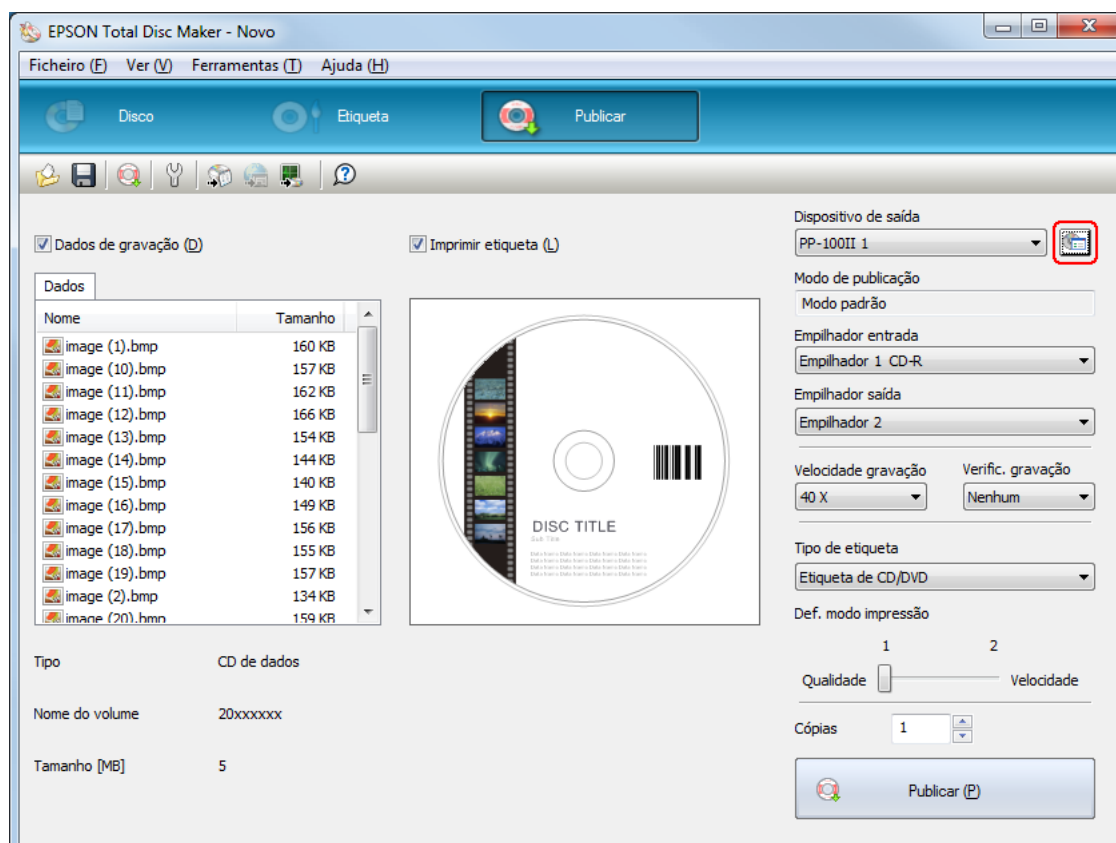 EPSON Total Disc Maker - Novo
Ficheiro (F) Ver (V) Ferramentas (T) Ajuda (H)
Disco Etiqueta Publicar
Dados de gravação (D)
Imprimir etiqueta (L)
Dados
Nome Tamanho
image (1).bmp 160 KB
image (10).bmp 157 KB
image (11).bmp 162 KB
image (12).bmp 166 KB
image (13).bmp 154 KB
image (14).bmp 144 KB
image (15).bmp 140 KB
image (16).bmp 149 KB
image (17).bmp 156 KB
image (18).bmp 155 KB
image (19).bmp 157 KB
image (2).bmp 134 KB
image (20).bmp 159 KB
DISC TITLE
Sub Title
Tipo CD de dados
Nome do volume 20xxxxxx
Tamanho [MB] 5
Dispositivo de saída
PP-100II 1
Modo de publicação
Modo padrão
Empilhador entrada
Empilhador 1 CD-R
Empilhador saída
Empilhador 2
Velocidade gravação Verific. gravação
40 X Nenhum
Tipo de etiqueta
Etiqueta de CD/DVD
Def. modo impressão
1 2
Qualidade Velocidade
Cópias 1
Publicar (P)